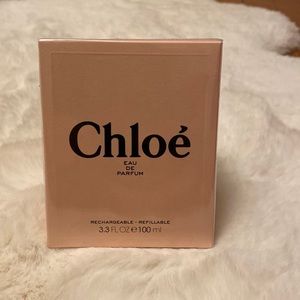 Chloé
EAU
DE
PARFUM
RECHARGEABLE - REFILLABLE
3.3 FL OZ ℮ 100 ml